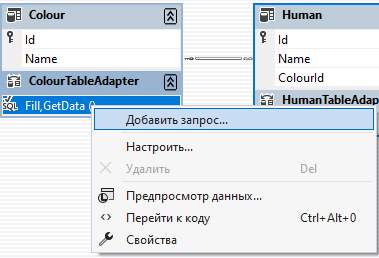 Colour
Id
Name
ColourTableAdapter
SQL Fill,GetData ()
Human
Id
Name
ColourId
HumanTableAdap
Добавить запрос...
Настроить...
Удалить Del
Предпросмотр данных...
Перейти к коду Ctrl+Alt+0
Свойства